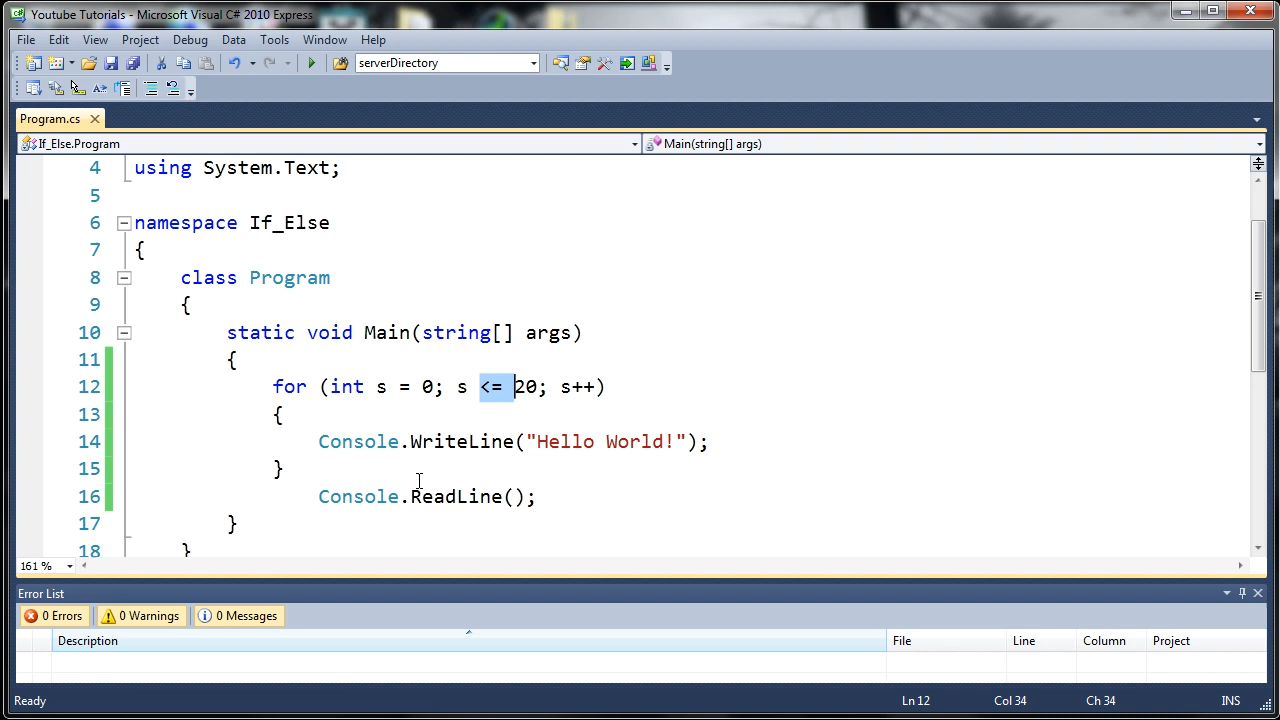 Youtube Tutorials - Microsoft Visual C# 2010 Express
File Edit View Project Debug Data Tools Window Help
serverDirectory
Program.cs
If_Else.Program Main(string[] args)
4 using System.Text;
5
6 namespace If_Else
7 {
8 class Program
9 {
10 static void Main(string[] args)
11 {
12 for (int s = 0; s <= 20; s++)
13 {
14 Console.WriteLine("Hello World!");
15 }
16 Console.ReadLine();
17 }
18 }
161 %
Error List
0 Errors 0 Warnings 0 Messages
Description File Line Column Project
Ready Ln 12 Col 34 Ch 34 INS